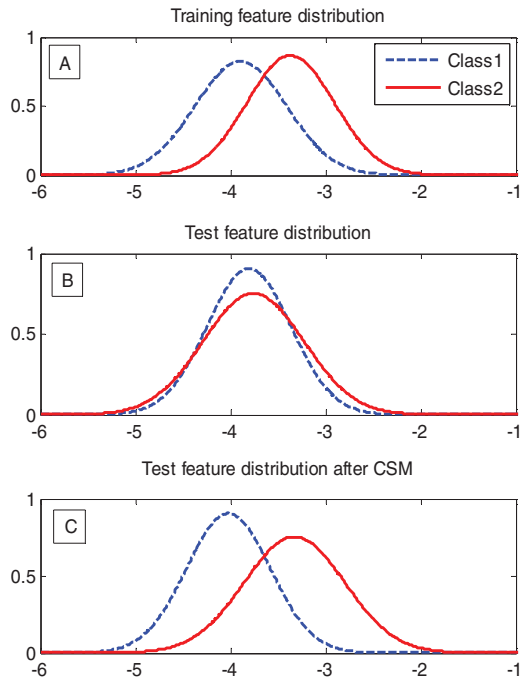 Training feature distribution
1
A
Class1
Class2
0.5
0
-6 -5 -4 -3 -2 -1
Test feature distribution
1
B
0.5
0
-6 -5 -4 -3 -2 -1
Test feature distribution after CSM
1
C
0.5
0
-6 -5 -4 -3 -2 -1